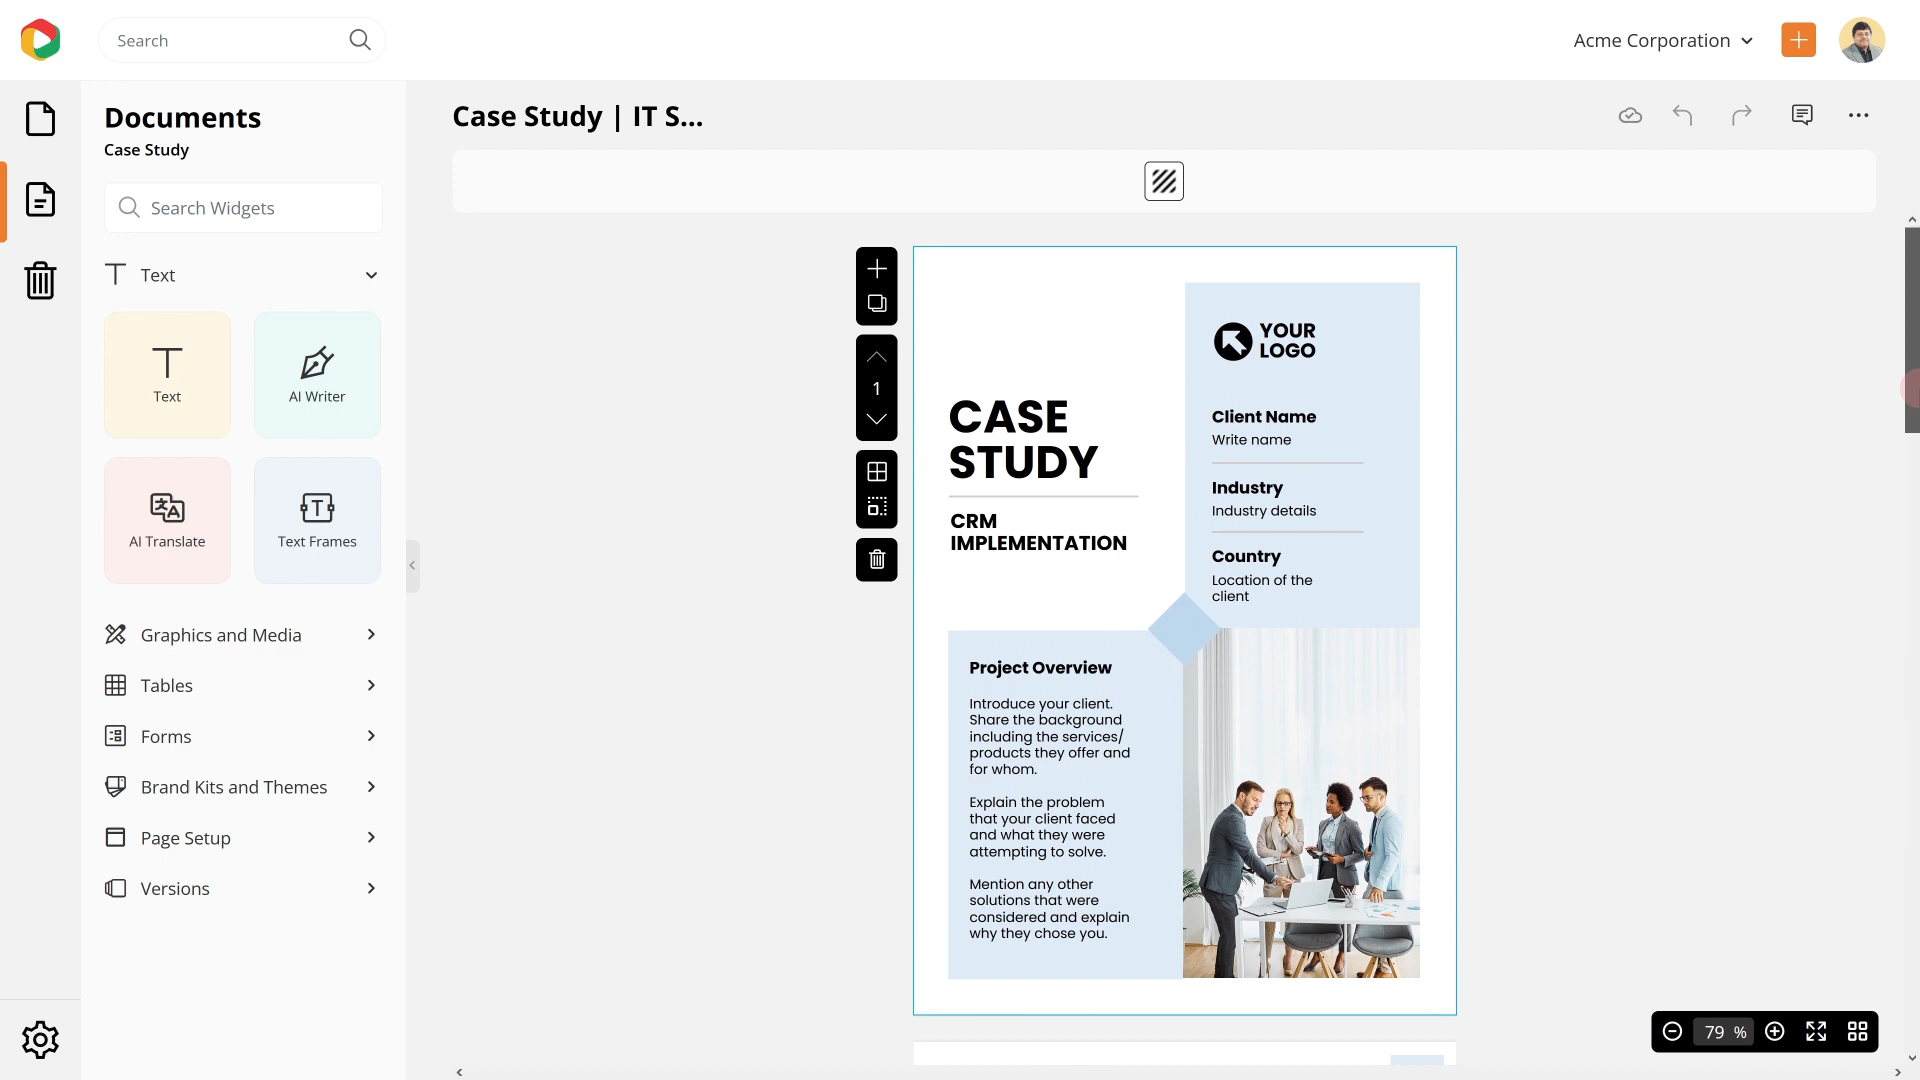 Search
Acme Corporation
Documents
Case Study
Search Widgets
Text
Text
AI Writer
AI Translate
Text Frames
Graphics and Media
Tables
Forms
Brand Kits and Themes
Page Setup
Versions
Case Study | IT S...
1
YOUR
LOGO
CASE
STUDY
CRM
IMPLEMENTATION
Client Name
Write name
Industry
Industry details
Country
Location of the
client
Project Overview
Introduce your client.
Share the background
including the services/
products they offer and
for whom.
Explain the problem
that your client faced
and what they were
attempting to solve.
Mention any other
solutions that were
considered and explain
why they chose you.
79 %